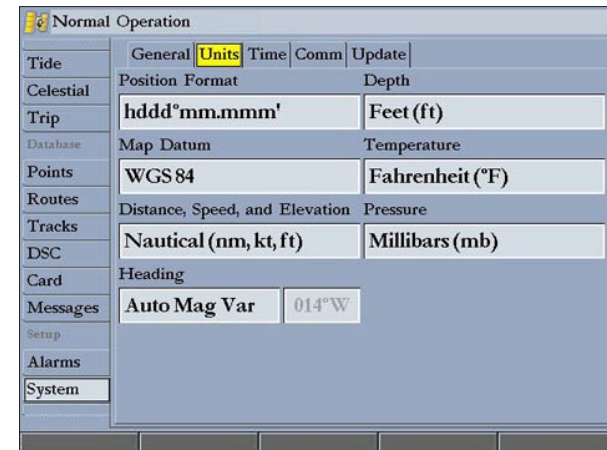 Normal Operation
Tide
Celestial
Trip
Database
Points
Routes
Tracks
DSC
Card
Messages
Setup
Alarms
System
General Units Time Comm Update
Position Format
hddd°mm.mmm'
Depth
Feet (ft)
Map Datum
WGS 84
Temperature
Fahrenheit (°F)
Distance, Speed, and Elevation
Nautical (nm, kt, ft)
Pressure
Millibars (mb)
Heading
Auto Mag Var
014°W